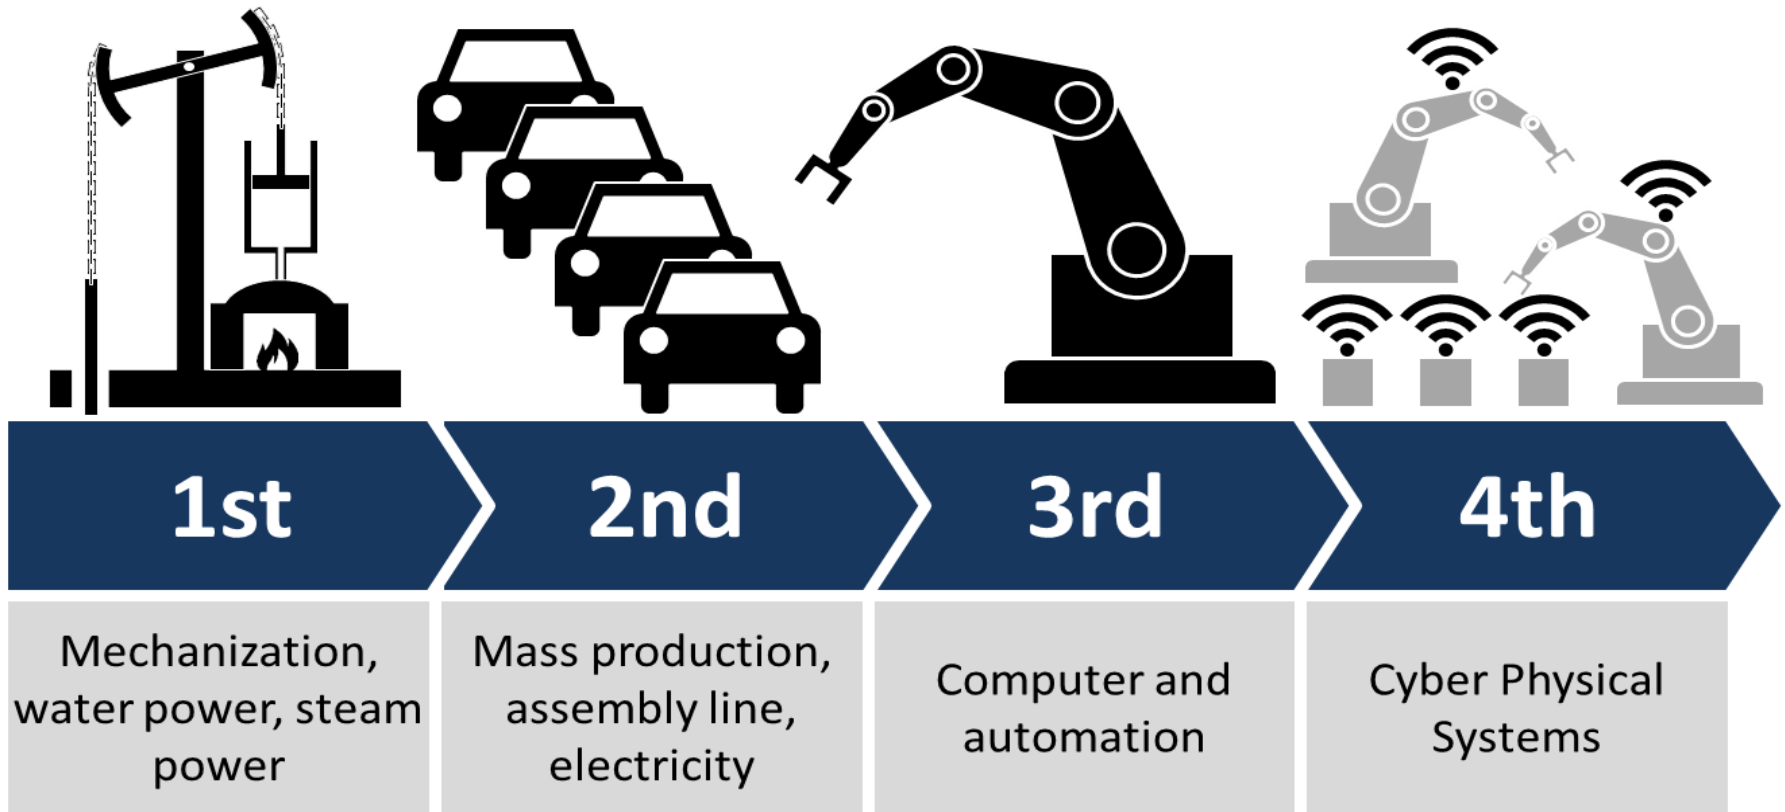 1st
2nd
3rd
4th
Mechanization,
water power, steam
power
Mass production,
assembly line,
electricity
Computer and
automation
Cyber Physical
Systems